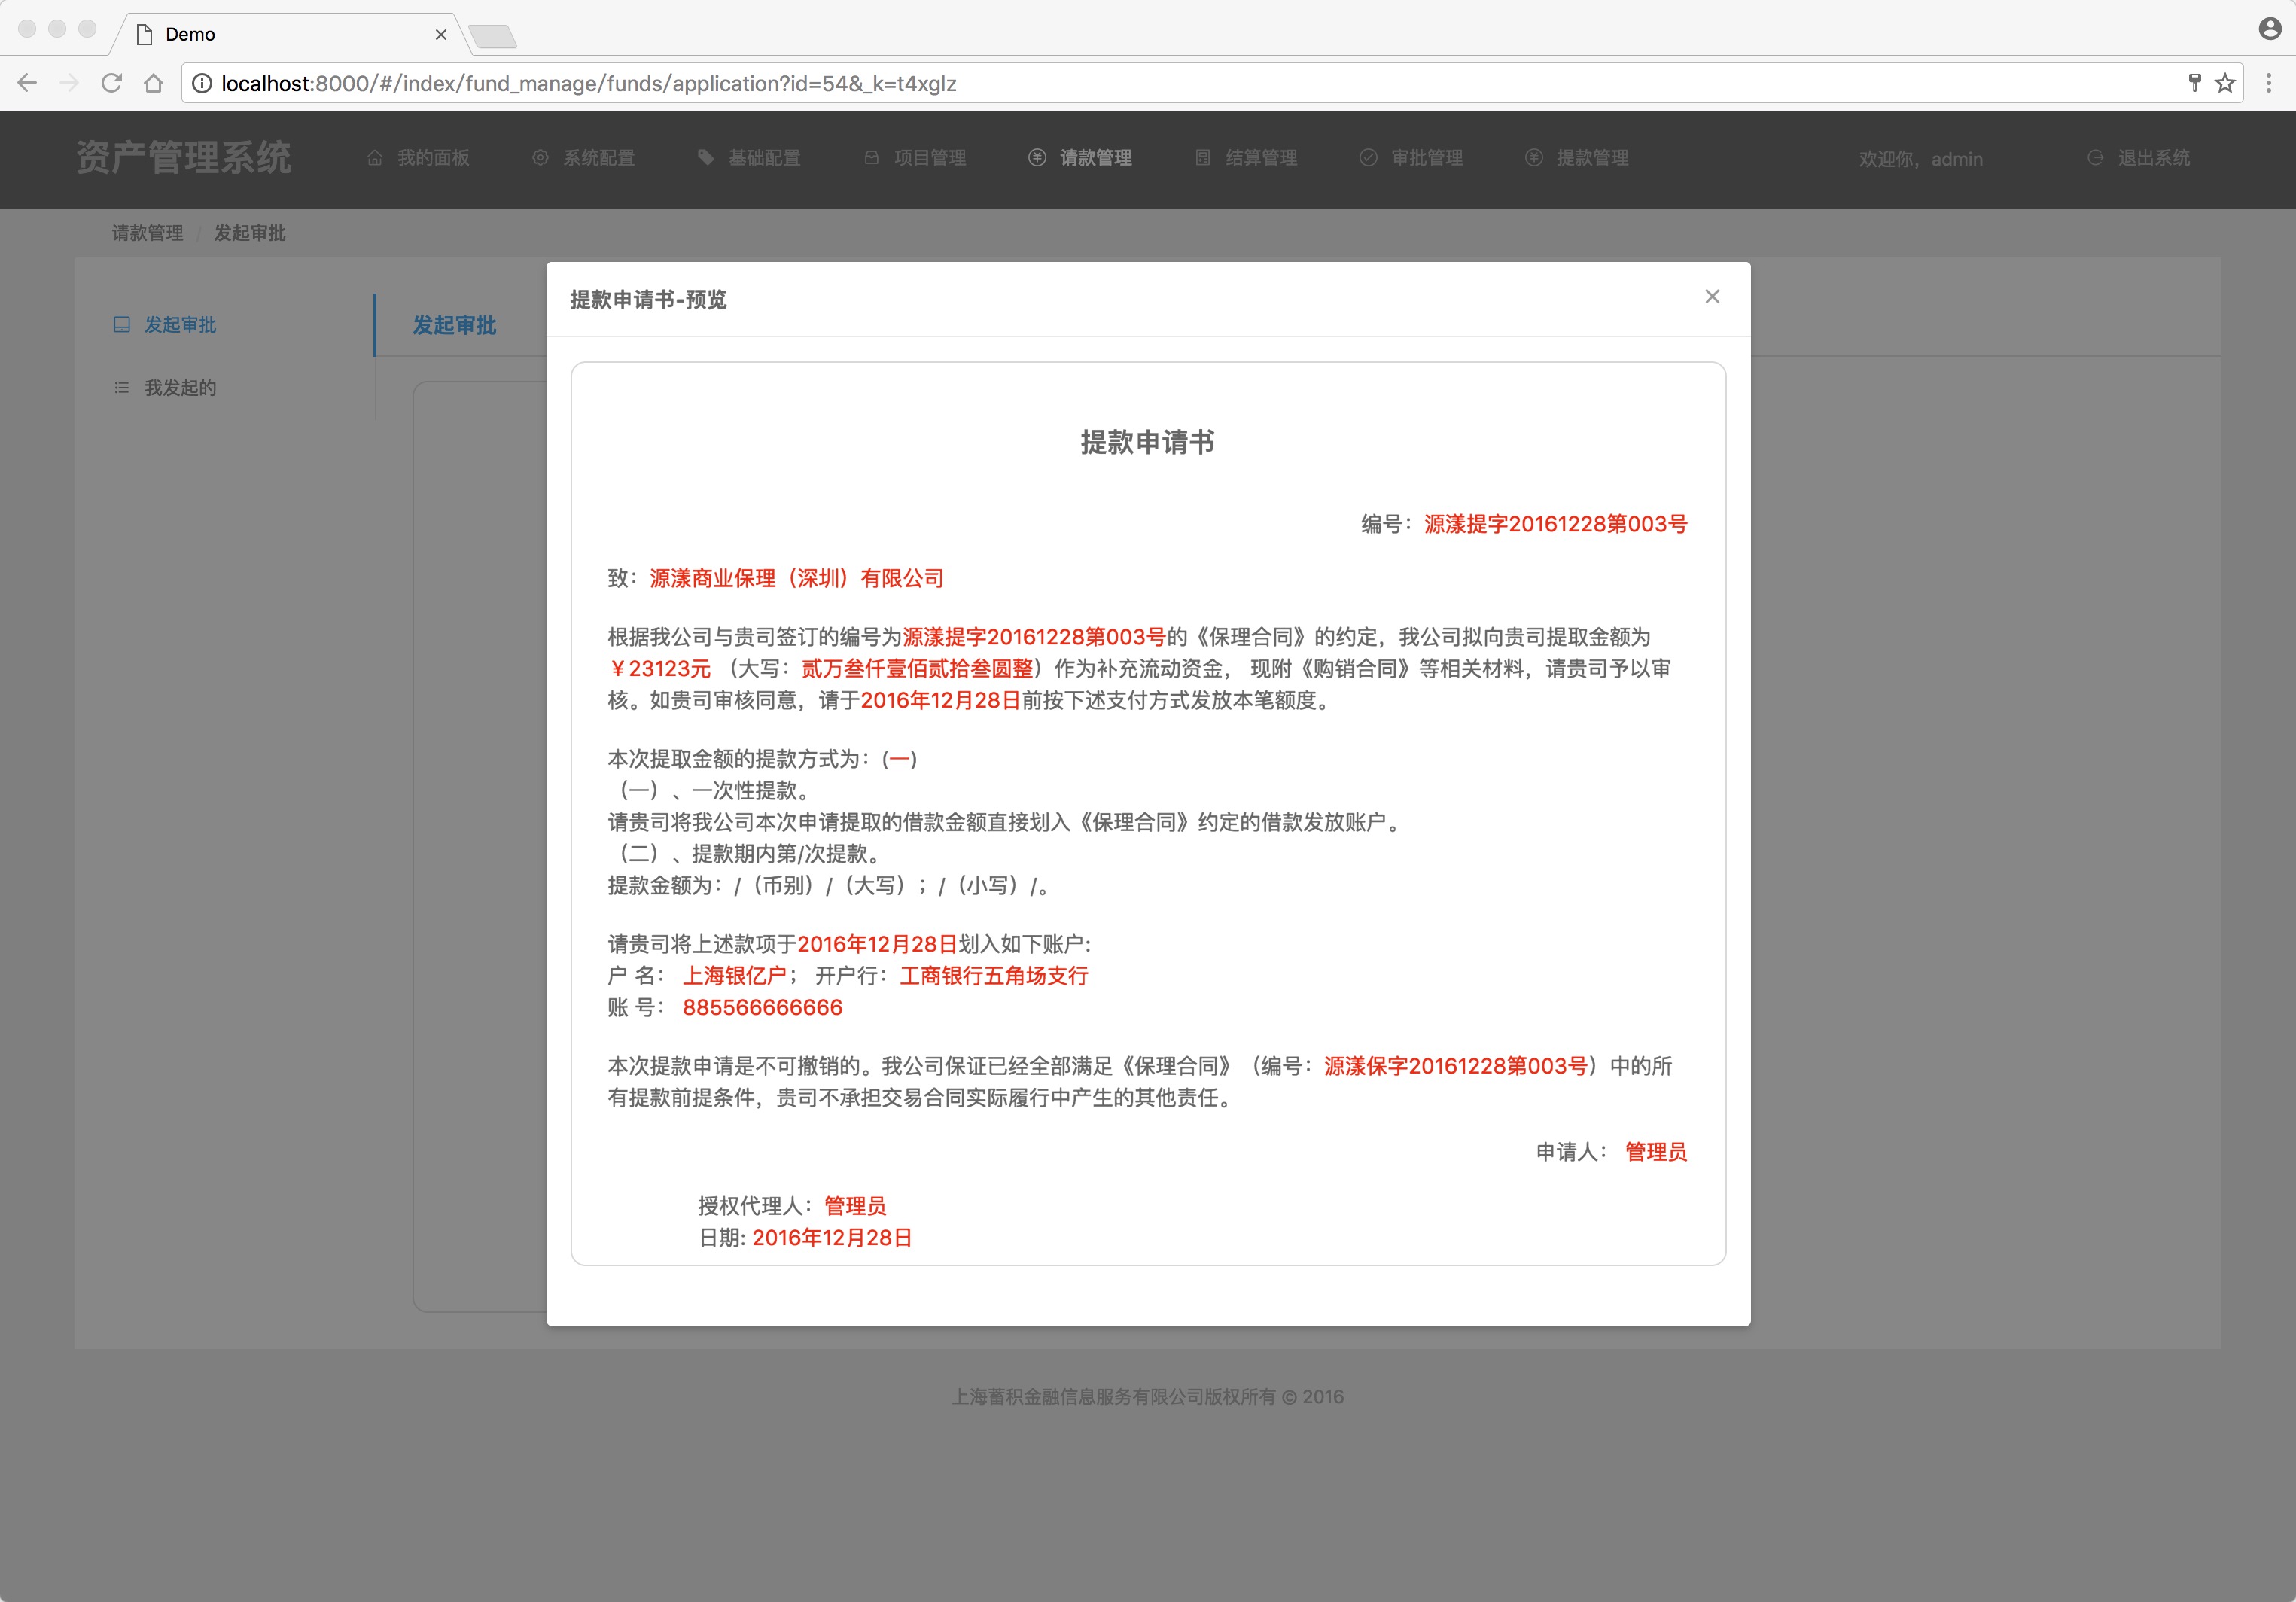 Demo
localhost:8000/#/index/fund_manage/funds/application?id=54&_k=t4xglz
资产管理系统 我的面板 系统配置 基础配置 项目管理 请款管理 结算管理 审批管理 提款管理 欢迎你，admin 退出系统
请款管理 / 发起审批
发起审批
我发起的
发起审批
提款申请书-预览
提款申请书
编号：源漾提字20161228第003号
致：源漾商业保理（深圳）有限公司
根据我公司与贵司签订的编号为源漾提字20161228第003号的《保理合同》的约定，我公司拟向贵司提取金额为
￥23123元 （大写：贰万叁仟壹佰贰拾叁圆整）作为补充流动资金， 现附《购销合同》等相关材料，请贵司予以审
核。如贵司审核同意，请于2016年12月28日前按下述支付方式发放本笔额度。
本次提取金额的提款方式为：(一)
（一）、一次性提款。
请贵司将我公司本次申请提取的借款金额直接划入《保理合同》约定的借款发放账户。
（二）、提款期内第/次提款。
提款金额为：/（币别）/（大写）；/（小写）/。
请贵司将上述款项于2016年12月28日划入如下账户:
户 名： 上海银亿户； 开户行：工商银行五角场支行
账 号： 885566666666
本次提款申请是不可撤销的。我公司保证已经全部满足《保理合同》（编号：源漾保字20161228第003号）中的所
有提款前提条件，贵司不承担交易合同实际履行中产生的其他责任。
申请人： 管理员
授权代理人：管理员
日期: 2016年12月28日
上海蓄积金融信息服务有限公司版权所有 © 2016